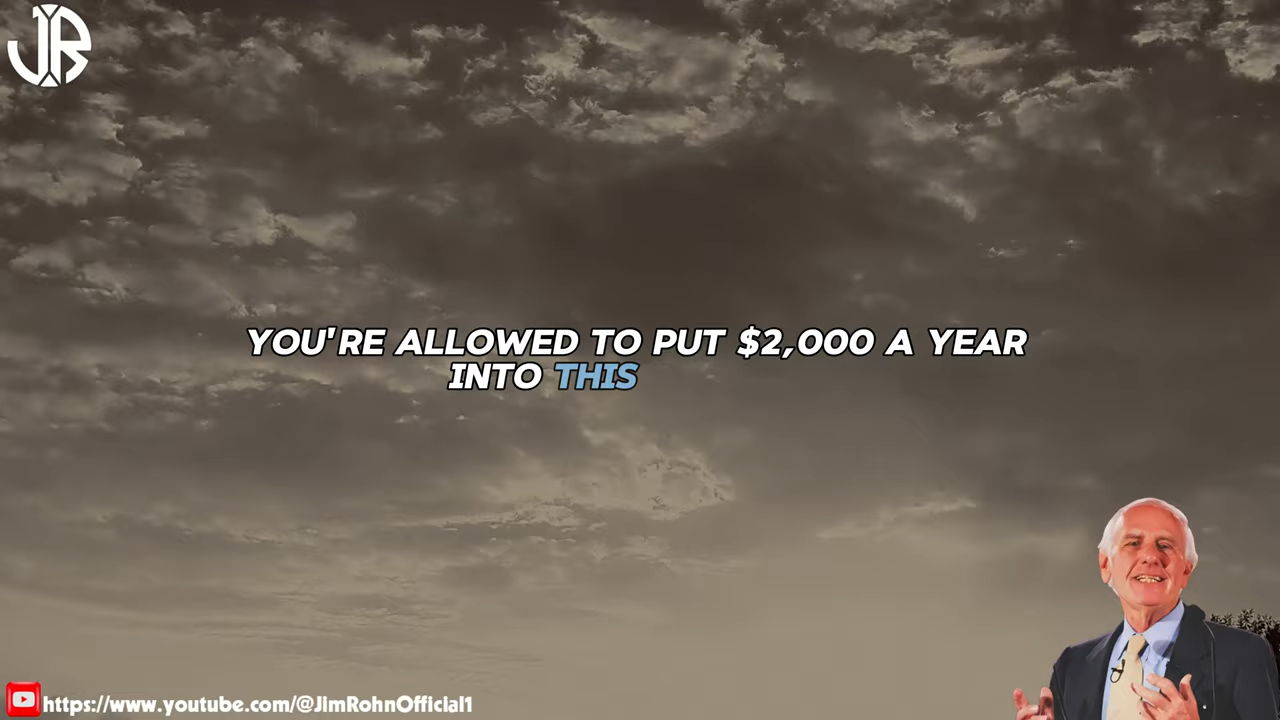 JR
YOU'RE ALLOWED TO PUT $2,000 A YEAR
INTO THIS
https://www.youtube.com/@JimRohnOfficial1